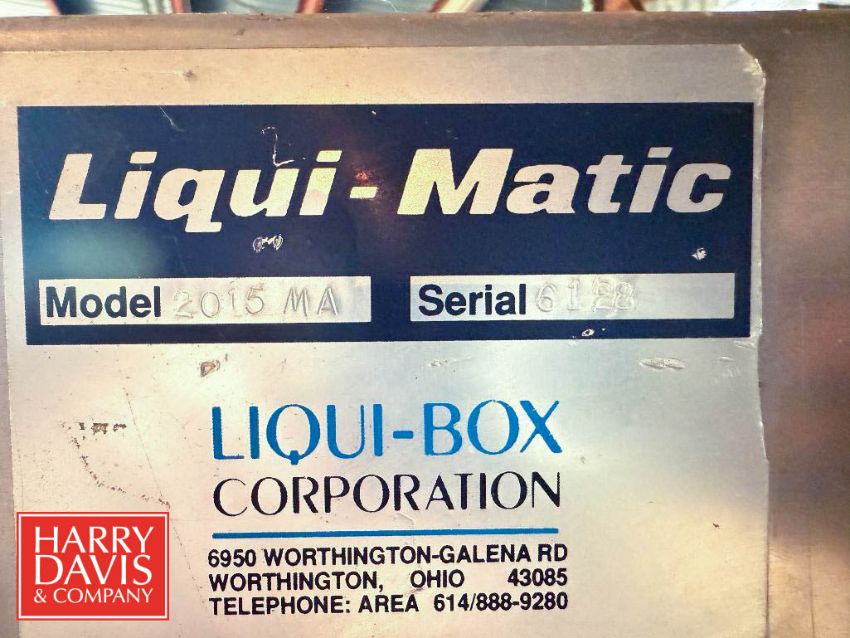 Liqui-Matic
Model 2015 MA Serial 6128
LIQUI-BOX
CORPORATION
6950 WORTHINGTON-GALENA RD
WORTHINGTON, OHIO 43085
TELEPHONE: AREA 614/888-9280
HARRY
DAVIS
& COMPANY